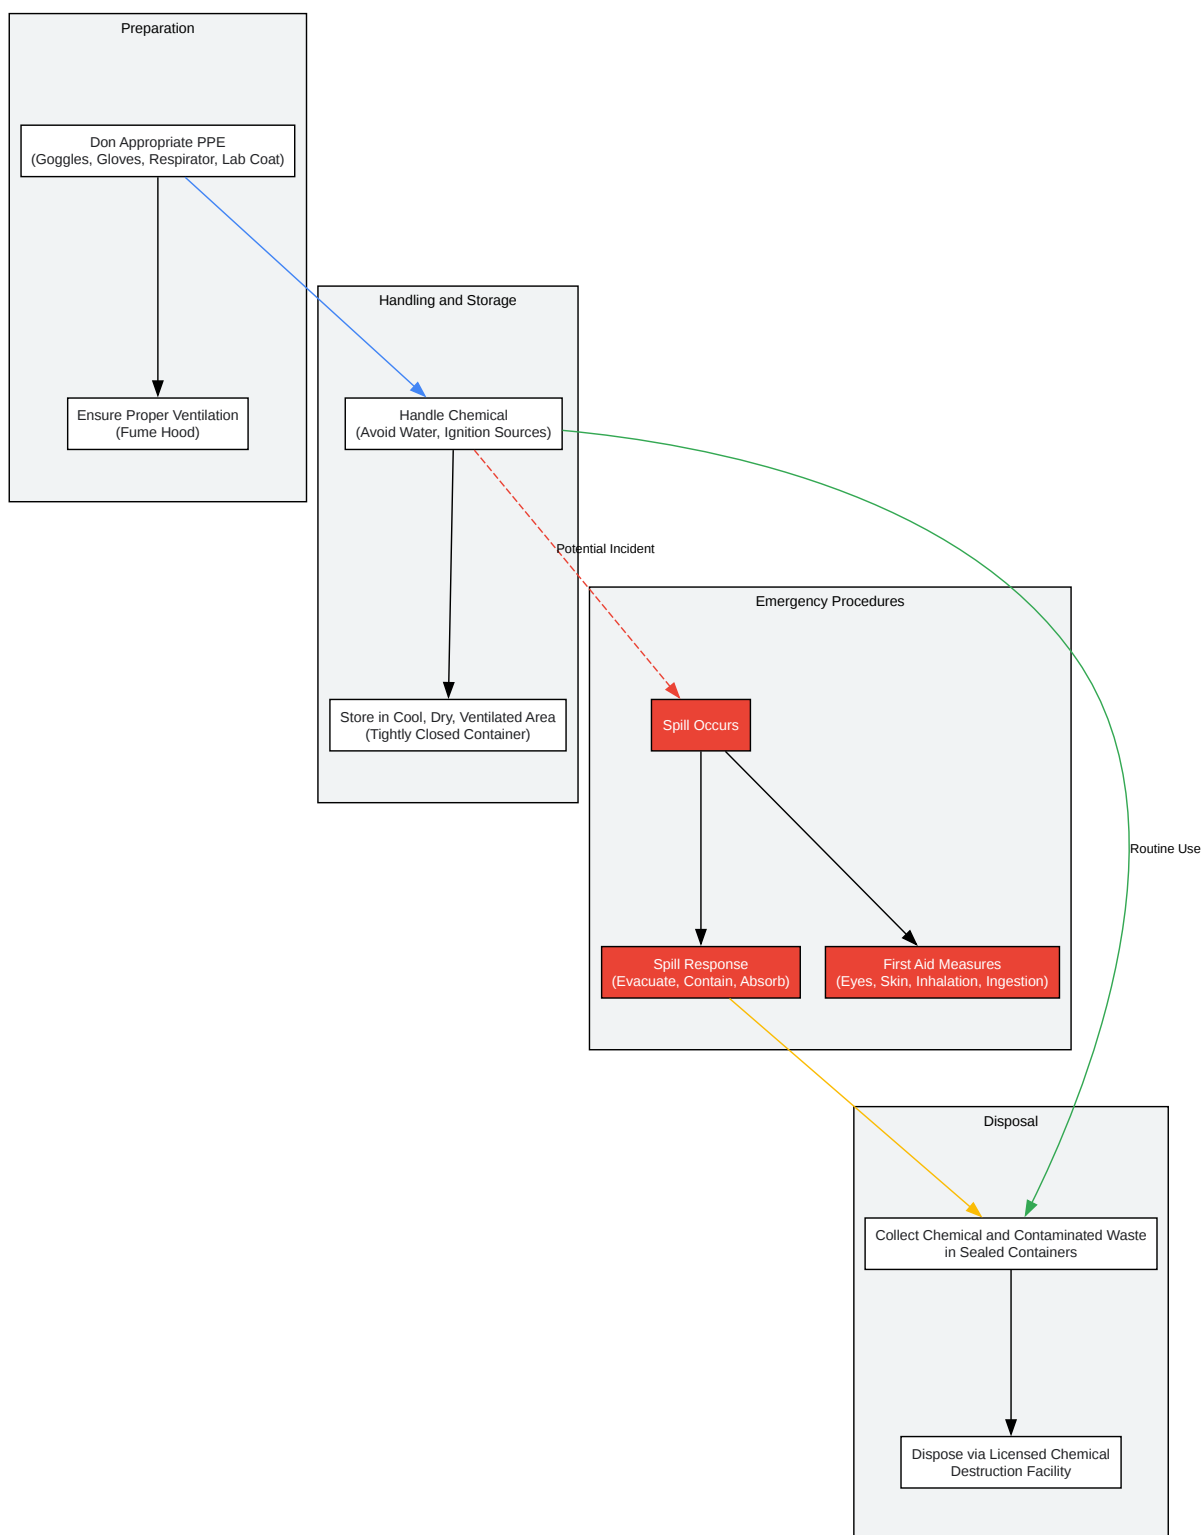 Preparation
Don Appropriate PPE
(Goggles, Gloves, Respirator, Lab Coat)
Ensure Proper Ventilation
(Fume Hood)
Handling and Storage
Handle Chemical
(Avoid Water, Ignition Sources)
Potential Incident
Store in Cool, Dry, Ventilated Area
(Tightly Closed Container)
Emergency Procedures
Spill Occurs
Routine Use
Spill Response
(Evacuate, Contain, Absorb)
First Aid Measures
(Eyes, Skin, Inhalation, Ingestion)
Disposal
Collect Chemical and Contaminated Waste
in Sealed Containers
Dispose via Licensed Chemical
Destruction Facility